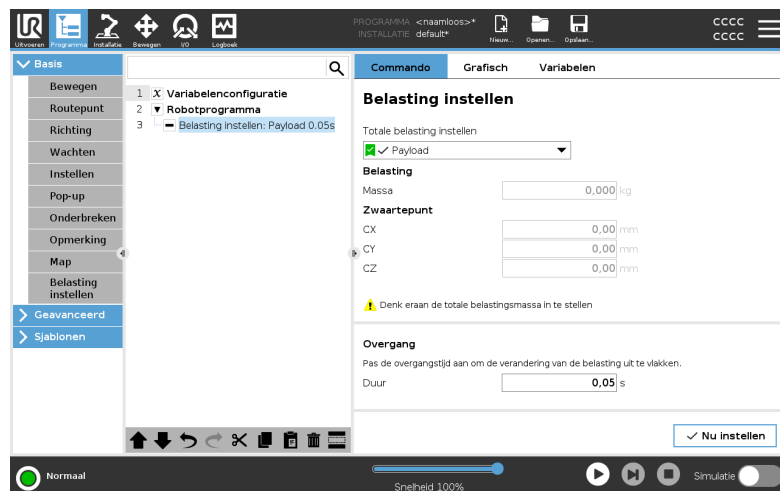 UR
PROGRAMMA <naamloos>*
INSTALLATIE default*
cccc
cccc
Uitvoeren Programma Installatie Bewegen I/O Logboek Nieuw... Openen... Opslaan...
Basis
Bewegen
Routepunt
Richting
Wachten
Instellen
Pop-up
Onderbreken
Opmerking
Map
Belasting
instellen
Geavanceerd
Sjablonen
1 X Variabelenconfiguratie
2 Robotprogramma
3 Belasting instellen: Payload 0.05s
Commando Grafisch Variabelen
Belasting instellen
Totale belasting instellen
Payload
Belasting
Massa 0,000 kg
Zwaartepunt
CX 0,00 mm
CY 0,00 mm
CZ 0,00 mm
Denk eraan de totale belastingsmassa in te stellen
Overgang
Pas de overgangstijd aan om de verandering van de belasting uit te vlakken.
Duur 0,05 s
Nu instellen
Normaal
Snelheid 100%
Simulatie